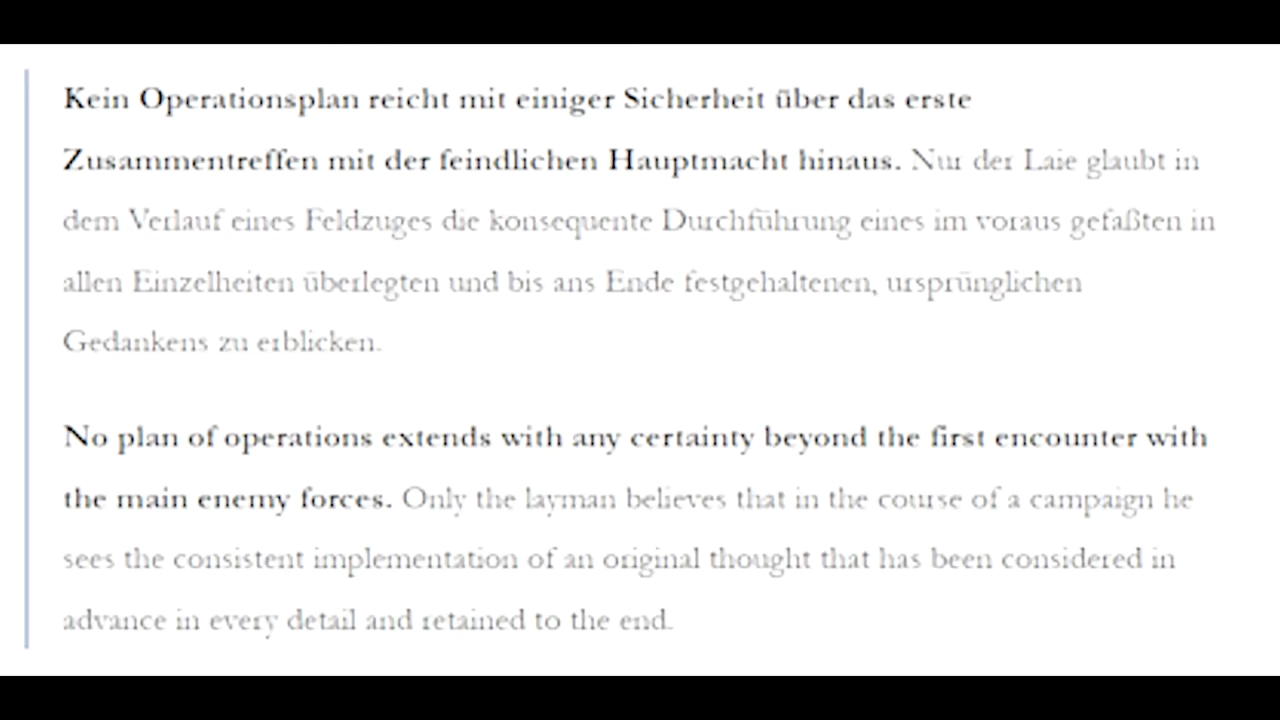 Kein Operationsplan reicht mit einiger Sicherheit über das erste
Zusammentreffen mit der feindlichen Hauptmacht hinaus. Nur der Laie glaubt in
dem Verlauf eines Feldzuges die konsequente Durchführung eines im voraus gefaßten in
allen Einzelheiten überlegten und bis ans Ende festgehaltenen, ursprünglichen
Gedankens zu erblicken.
No plan of operations extends with any certainty beyond the first encounter with
the main enemy forces. Only the layman believes that in the course of a campaign he
sees the consistent implementation of an original thought that has been considered in
advance in every detail and retained to the end.